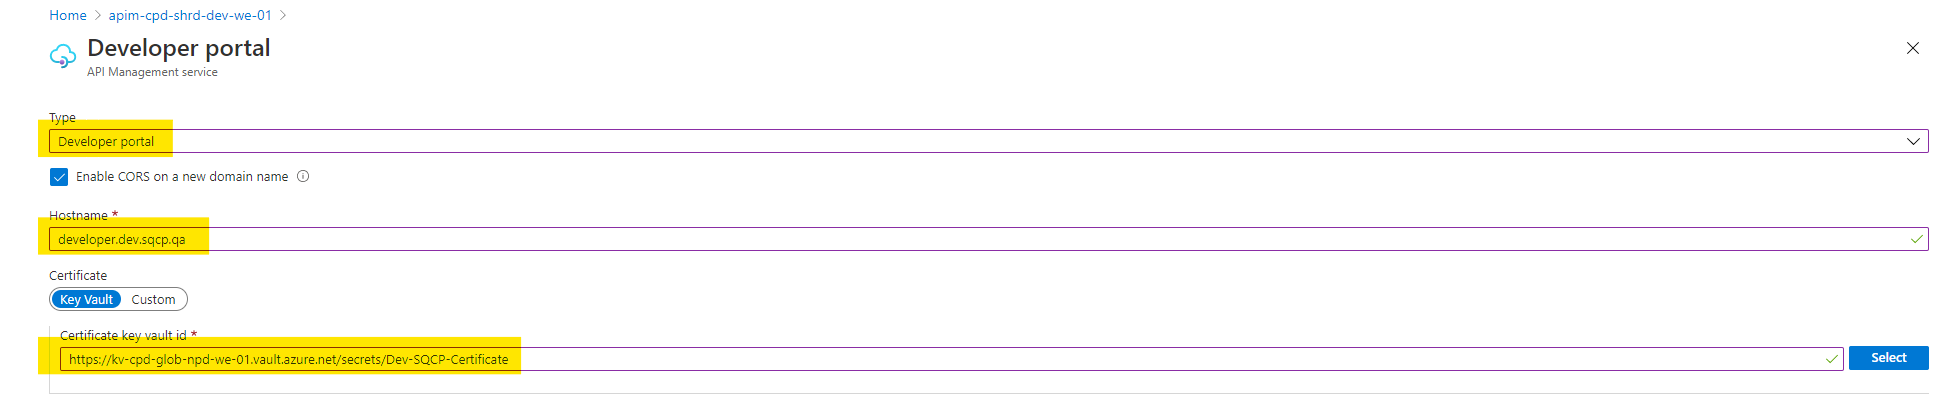 Home > apim-cpd-shrd-dev-we-01 >
Developer portal
API Management service
Type
Developer portal
Enable CORS on a new domain name
Hostname *
developer.dev.sqcp.qa
Certificate
Key Vault Custom
Certificate key vault id *
https://kv-cpd-glob-npd-we-01.vault.azure.net/secrets/Dev-SQCP-Certificate
Select